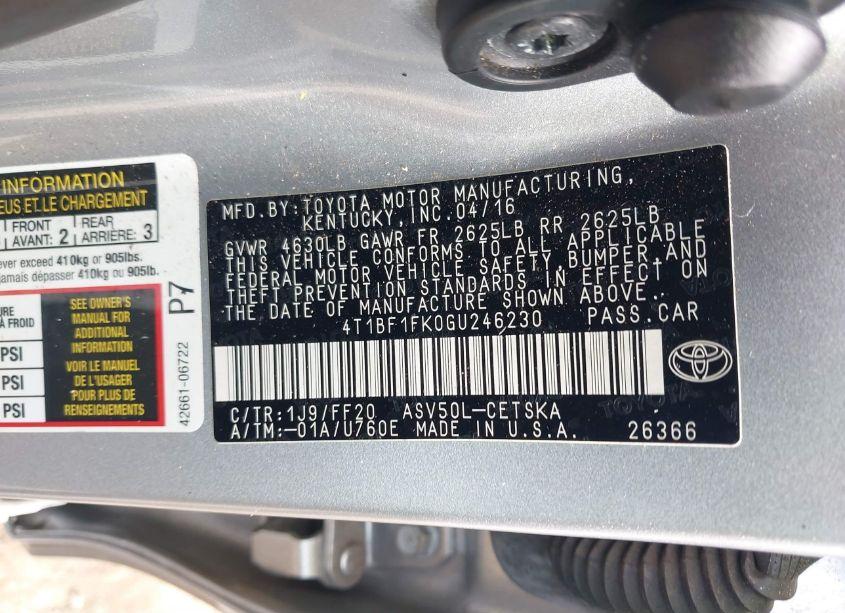 INFORMATION
EUS ET LE CHARGEMENT
FRONT REAR
AVANT: 2 ARRIÈRE: 3
ever exceed 410kg or 905lbs.
jamais dépasser 410kg ou 905lb.
SEE OWNER'S
MANUAL FOR
ADDITIONAL
INFORMATION
VOIR LE MANUEL
DE L'USAGER
POUR PLUS DE
RENSEIGNEMENTS
URE
À FROID
PSI
PSI
PSI
P7
42661-06722
MFD.BY:TOYOTA MOTOR MANUFACTURING,
KENTUCKY, INC. 04/16
GVWR 4630LB GAWR FR 2625LB RR 2625LB
THIS VEHICLE CONFORMS TO ALL APPLICABLE
FEDERAL MOTOR VEHICLE SAFETY, BUMPER, AND
THEFT PREVENTION STANDARDS IN EFFECT ON
THE DATE OF MANUFACTURE SHOWN ABOVE.
4T1BF1FK0GU246230 PASS.CAR
C/TR:1J9/FF20 ASV50L-CETSKA
A/TM:-01A/U760E MADE IN U.S.A. 26366